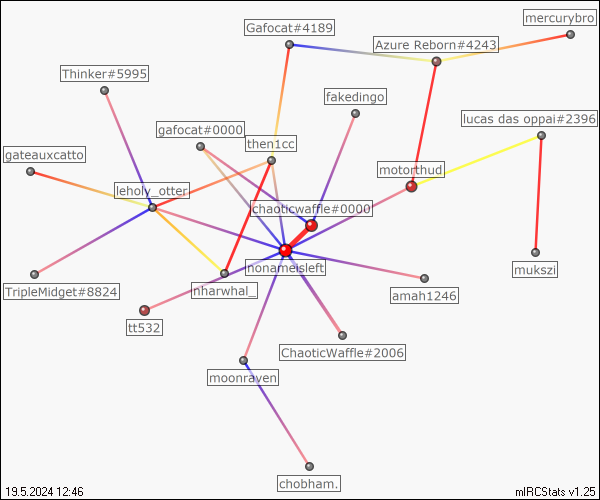 mercurybro
Gafocat#4189
Azure Reborn#4243
Thinker#5995
fakedingo
lucas das oppai#2396
gafocat#0000
then1cc
gateauxcatto
motorthud
leholy_otter
chaoticwaffle#0000
nonameisleft
mukszi
TripleMidget#8824
nharwhal_
amah1246
tt532
ChaoticWaffle#2006
moonraven
chobham.
19.5.2024 12:46
mIRCStats v1.25